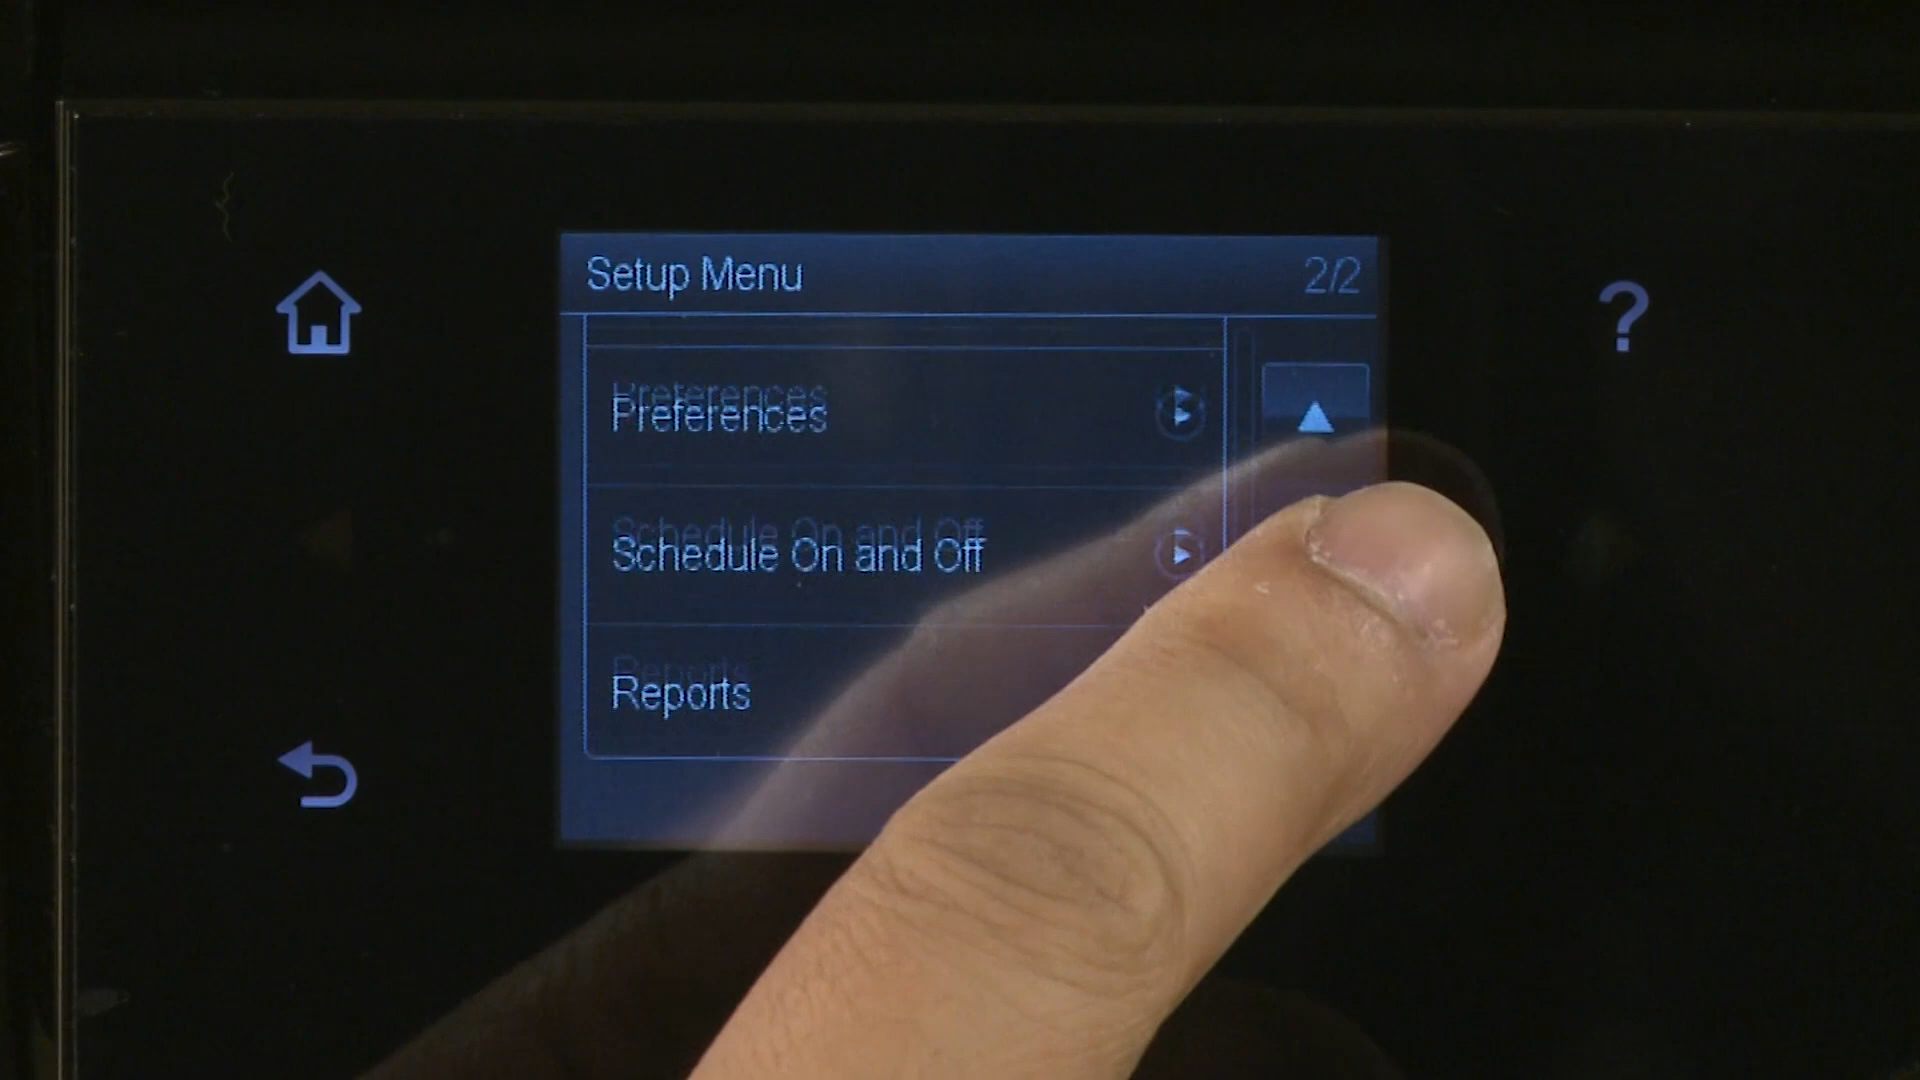 Setup Menu 2/2
Preferences
Schedule On and Off
Reports